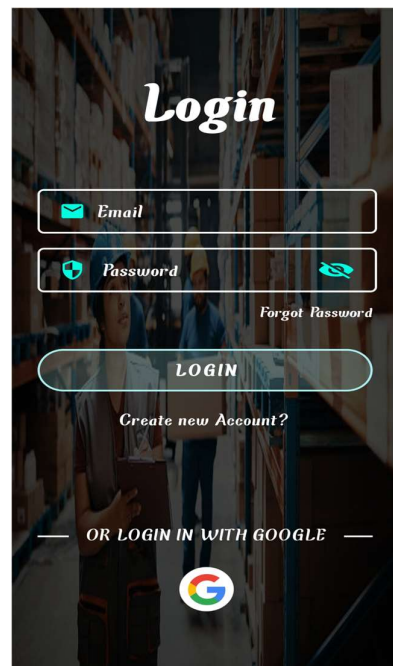 Login
Email
Password
Forgot Password
LOGIN
Create new Account?
OR LOGIN IN WITH GOOGLE